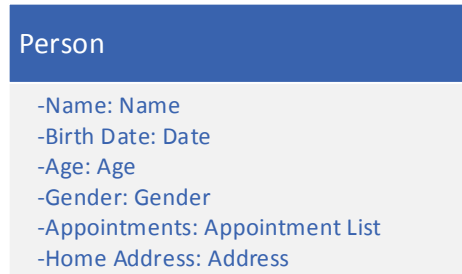 Person
-Name: Name
-Birth Date: Date
-Age: Age
-Gender: Gender
-Appointments: Appointment List
-Home Address: Address